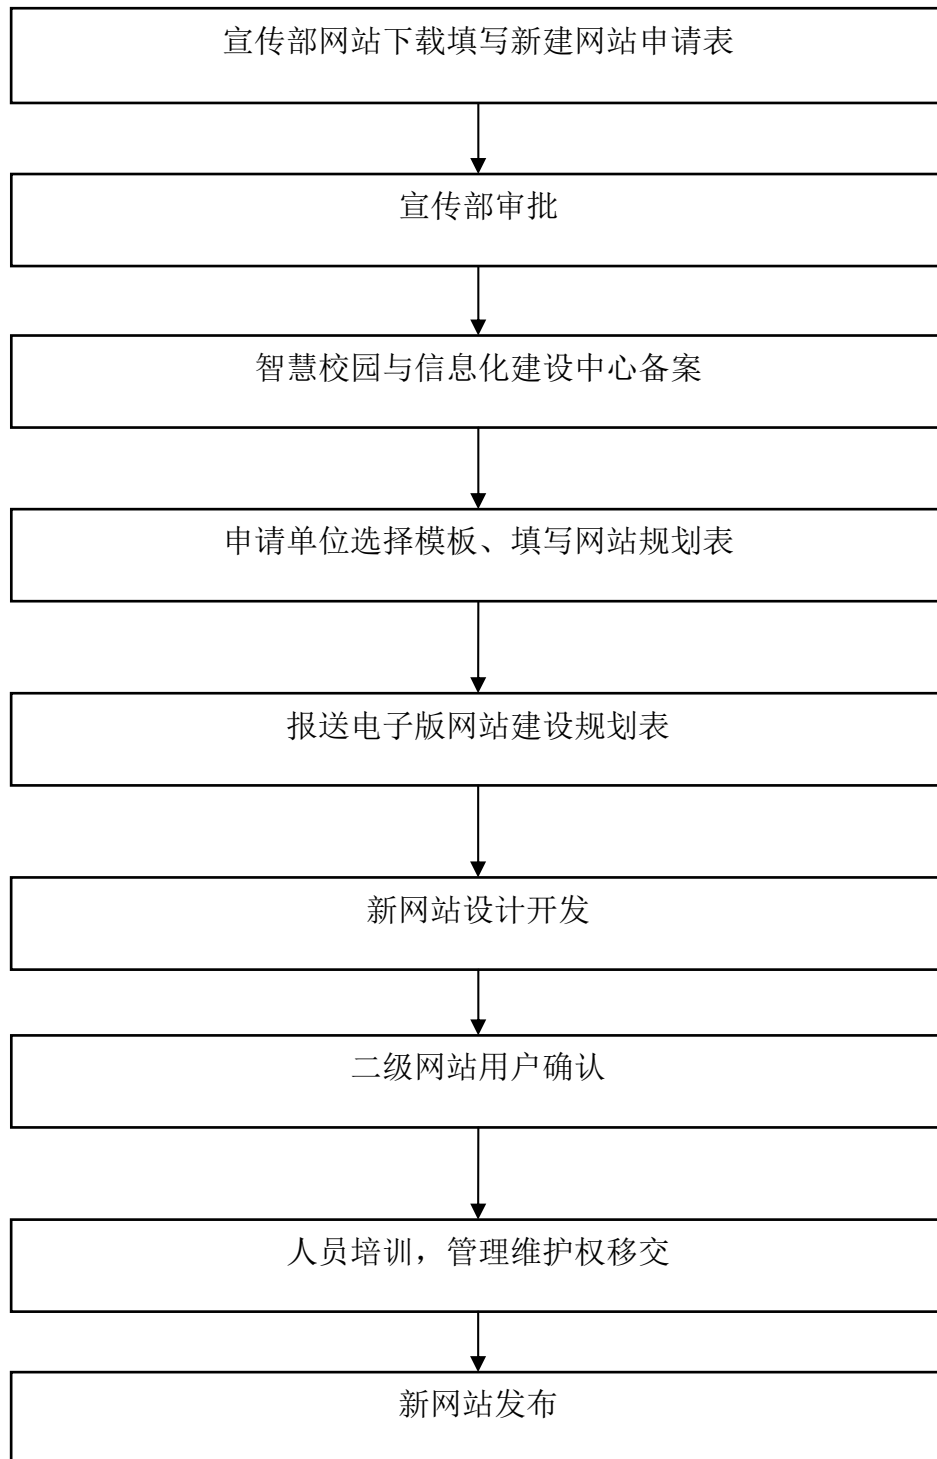 宣传部网站下载填写新建网站申请表
宣传部审批
智慧校园与信息化建设中心备案
申请单位选择模板、填写网站规划表
报送电子版网站建设规划表
新网站设计开发
二级网站用户确认
人员培训，管理维护权移交
新网站发布